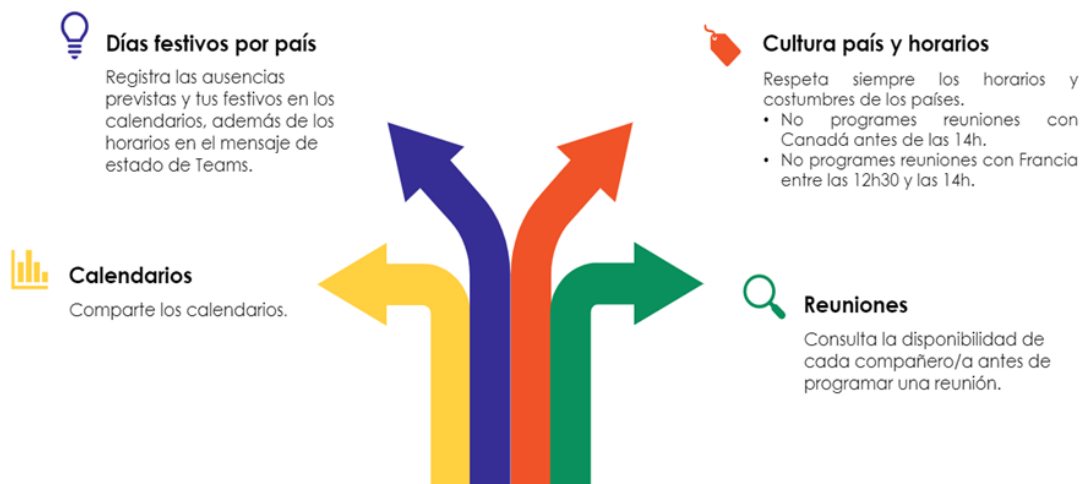 Días festivos por país
Registra las ausencias
previstas y tus festivos en los
calendarios, además de los
horarios en el mensaje de
estado de Teams.
Cultura país y horarios
Respeta siempre los horarios y
costumbres de los países.
• No programes reuniones con
Canadá antes de las 14h.
• No programes reuniones con Francia
entre las 12h30 y las 14h.
Calendarios
Comparte los calendarios.
Reuniones
Consulta la disponibilidad de
cada compañero/a antes de
programar una reunión.